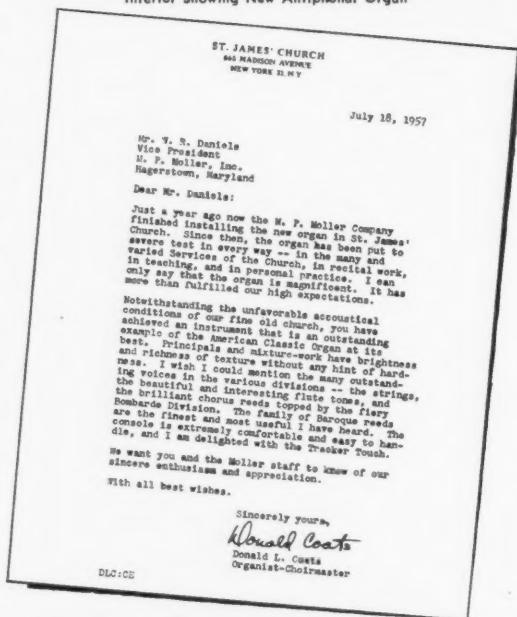 Interior Showing New Antiphonal Organ
ST. JAMES' CHURCH
865 MADISON AVENUE
NEW YORK 21, N Y
July 18, 1957
Mr. W. R. Daniels
Vice President
M. P. Moller, Inc.
Hagerstown, Maryland
Dear Mr. Daniels:
Just a year ago now the M. P. Moller Company
finished installing the new organ in St. James'
Church. Since then, the organ has been put to
severe test in every way -- in the many and
varied Services of the Church, in recital work,
in teaching, and in personal practice. I can
only say that the organ is magnificent. It has
more than fulfilled our high expectations.
Notwithstanding the unfavorable accoustical
conditions of our fine old church, you have
achieved an instrument that is an outstanding
example of the American Classic Organ at its
best. Principals and mixture-work have brightness
and richness of texture without any hint of hard-
ness. I wish I could mention the many outstand-
ing voices in the various divisions -- the strings,
the beautiful and interesting flute tones, and
the brilliant chorus reeds topped by the fiery
Bombarde Division. The family of Baroque reeds
are the finest and most useful I have heard. The
console is extremely comfortable and easy to han-
dle, and I am delighted with the Tracker Touch.
We want you and the Moller staff to know of our
sincere enthusiasm and appreciation.
With all best wishes.
Sincerely yours,
Donald Coats
Donald L. Coats
Organist-Choirmaster
DLC:CE